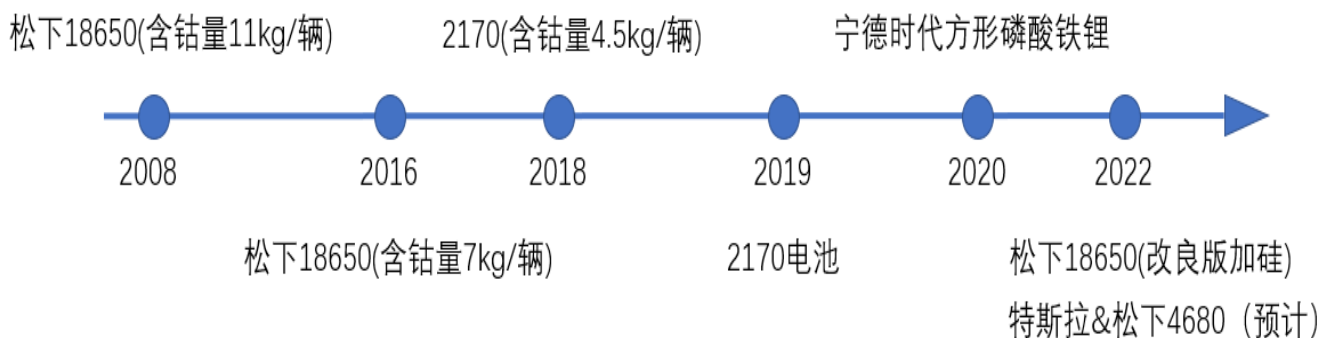 松下18650(含钴量11kg/辆)
2170(含钴量4.5kg/辆)
宁德时代方形磷酸铁锂
2008
2016
2018
2019
2020
2022
松下18650(含钴量7kg/辆)
2170电池
松下18650(改良版加硅)
特斯拉&松下4680（预计）